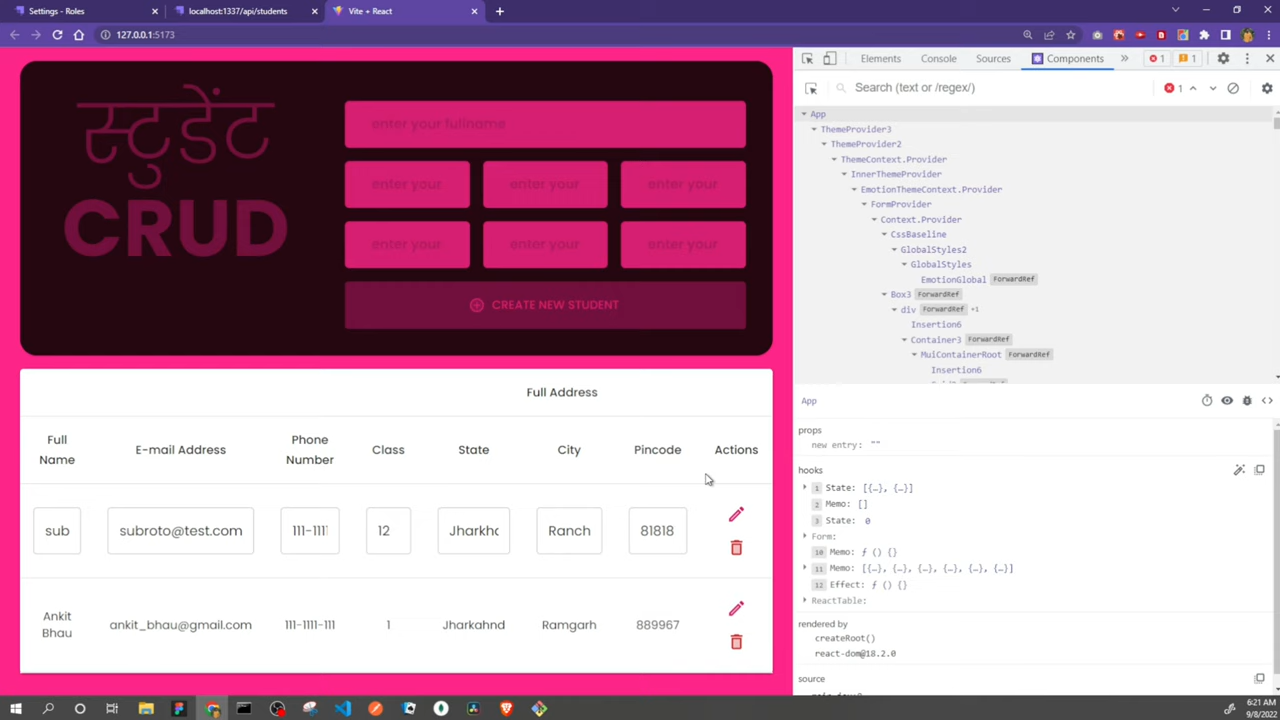 Settings - Roles
localhost:1337/api/students
Vite + React
127.0.0.1:5173
स्टुडेंट
CRUD
enter your fullname
enter your enter your enter your
enter your enter your enter your
CREATE NEW STUDENT
Full Address
Full Name E-mail Address Phone Number Class State City Pincode Actions
sub subroto@test.com 111-111 12 Jharkh Ranch 81818
Ankit Bhau ankit_bhau@gmail.com 111-1111-111 1 Jharkahnd Ramgarh 889967
Elements Console Sources Components » 1 1
Search (text or /regex/) 1
App
ThemeProvider3
ThemeProvider2
ThemeContext.Provider
InnerThemeProvider
EmotionThemeContext.Provider
FormProvider
Context.Provider
CssBaseline
GlobalStyles2
GlobalStyles
EmotionGlobal ForwardRef
Box3 ForwardRef
div ForwardRef +1
Insertion6
Container3 ForwardRef
MuiContainerRoot ForwardRef
Insertion6
App
props
new entry: ""
hooks
1 State: [{…}, {…}]
2 Memo: []
3 State: 0
Form:
10 Memo: ƒ () {}
11 Memo: [{…}, {…}, {…}, {…}, {…}, {…}]
12 Effect: ƒ () {}
ReactTable:
rendered by
createRoot()
react-dom@18.2.0
source
6:21 AM
9/8/2022